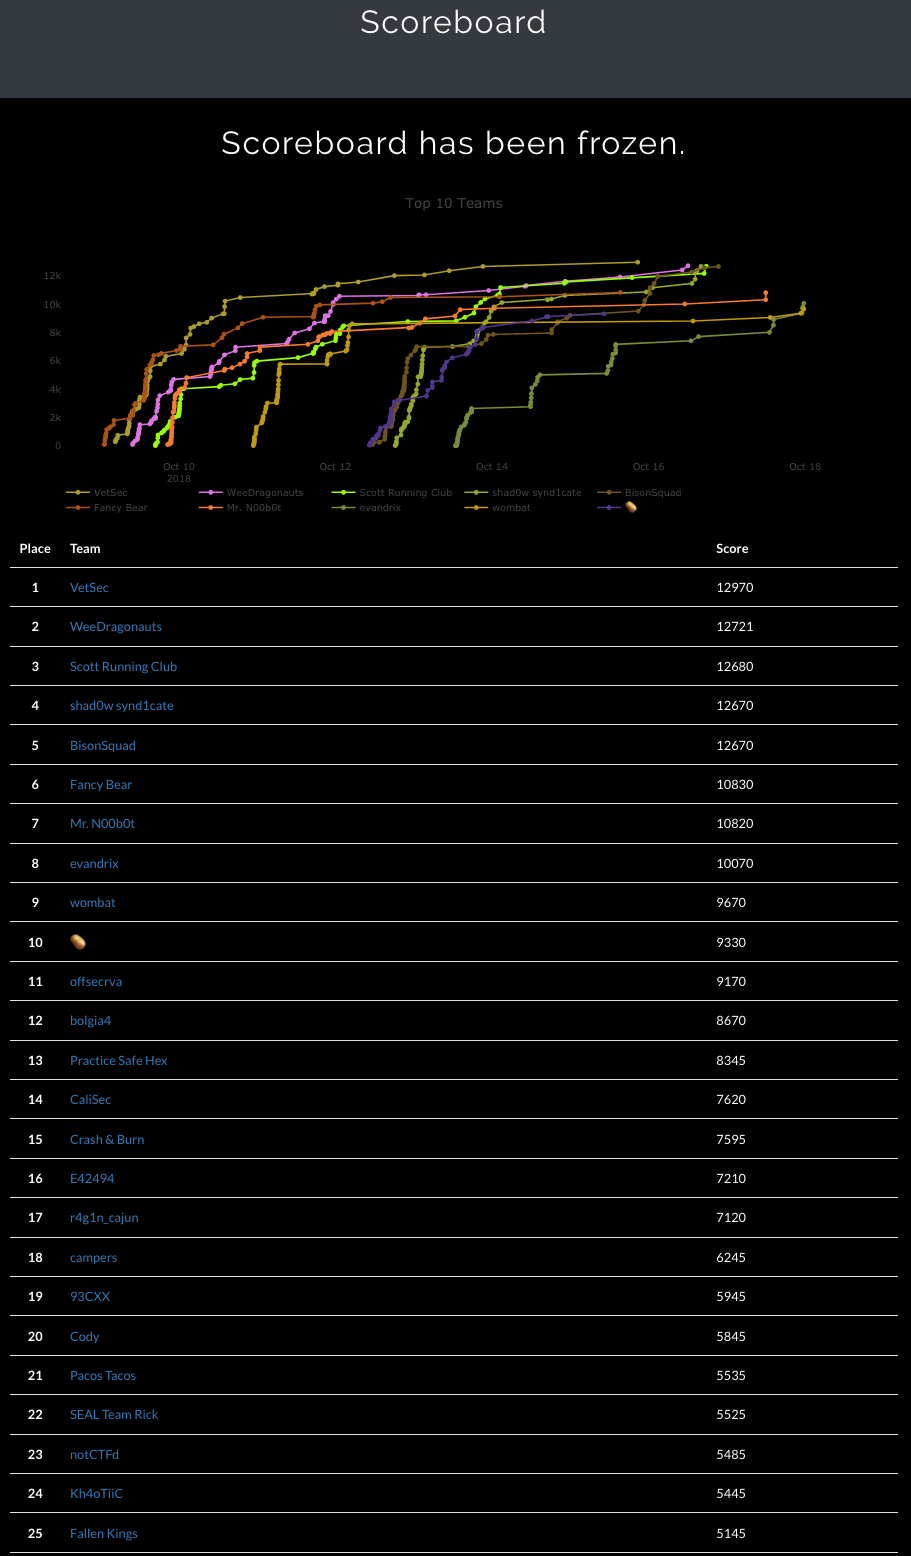 Scoreboard
Scoreboard has been frozen.
Top 10 Teams
12k
10k
8k
6k
4k
2k
0
Oct 10 Oct 12 Oct 14 Oct 16 Oct 18
2018
VetSec WeeDragonauts Scott Running Club shad0w synd1cate BisonSquad
Fancy Bear Mr. N00b0t evandrix wombat 🥔
Place Team Score
1 VetSec 12970
2 WeeDragonauts 12721
3 Scott Running Club 12680
4 shad0w synd1cate 12670
5 BisonSquad 12670
6 Fancy Bear 10830
7 Mr. N00b0t 10820
8 evandrix 10070
9 wombat 9670
10 🥔 9330
11 offsecrva 9170
12 bolgia4 8670
13 Practice Safe Hex 8345
14 CaliSec 7620
15 Crash & Burn 7595
16 E42494 7210
17 r4g1n_cajun 7120
18 campers 6245
19 93CXX 5945
20 Cody 5845
21 Pacos Tacos 5535
22 SEAL Team Rick 5525
23 notCTFd 5485
24 Kh4oTiiC 5445
25 Fallen Kings 5145